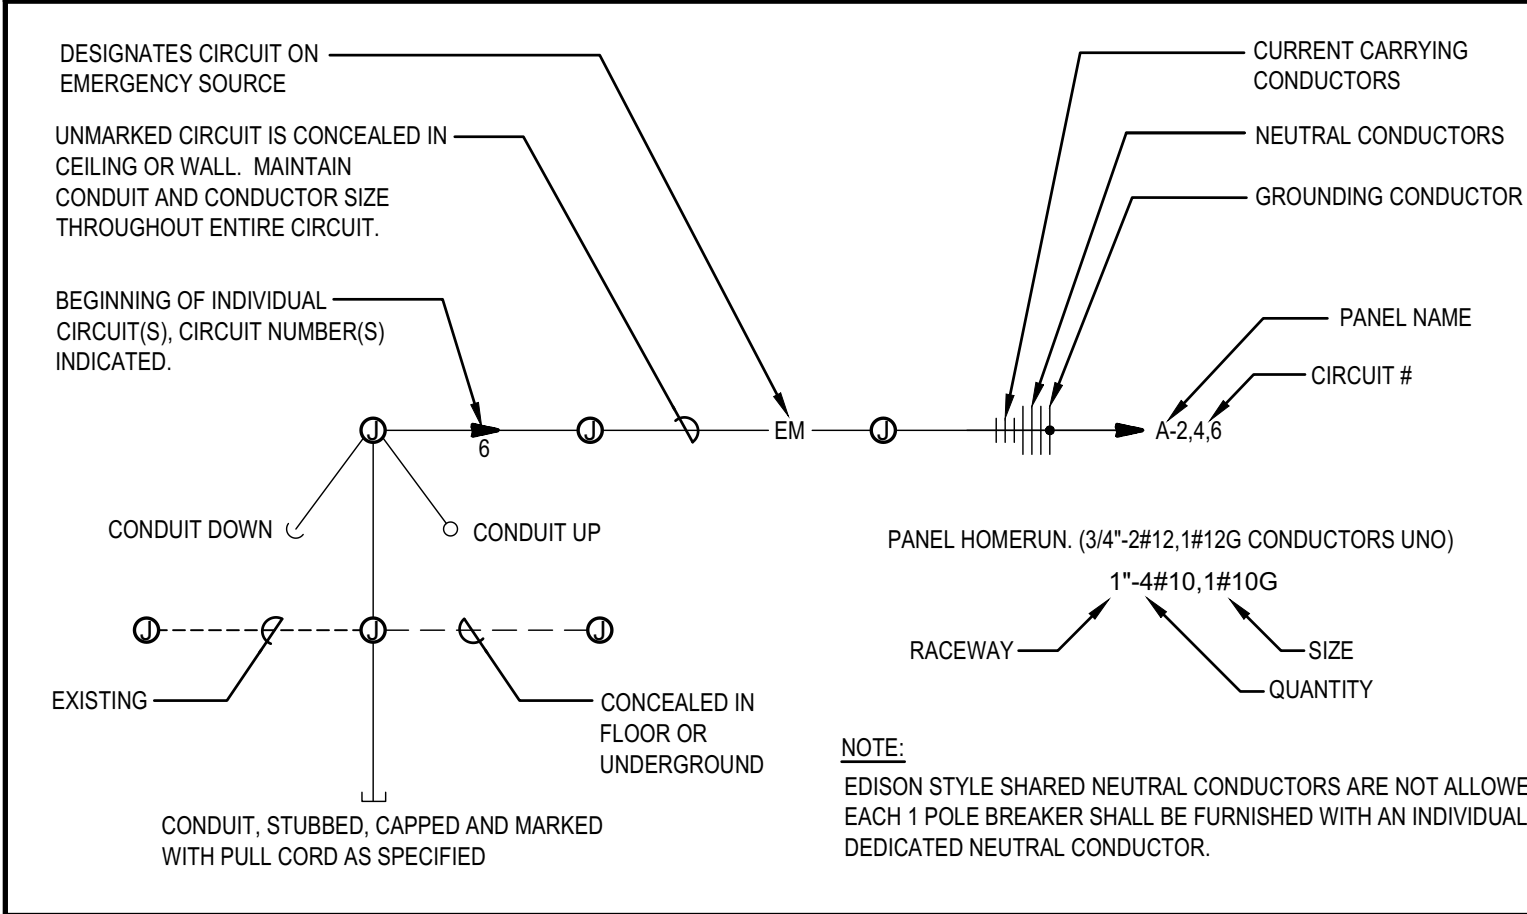 DESIGNATES CIRCUIT ON
EMERGENCY SOURCE
UNMARKED CIRCUIT IS CONCEALED IN
CEILING OR WALL. MAINTAIN
CONDUIT AND CONDUCTOR SIZE
THROUGHOUT ENTIRE CIRCUIT.
BEGINNING OF INDIVIDUAL
CIRCUIT(S), CIRCUIT NUMBER(S)
INDICATED.
CURRENT CARRYING
CONDUCTORS
NEUTRAL CONDUCTORS
GROUNDING CONDUCTOR
PANEL NAME
CIRCUIT #
J
6
J
EM
J
A-2,4,6
CONDUIT DOWN
CONDUIT UP
J
J
J
EXISTING
CONCEALED IN
FLOOR OR
UNDERGROUND
CONDUIT, STUBBED, CAPPED AND MARKED
WITH PULL CORD AS SPECIFIED
PANEL HOMERUN. (3/4"-2#12,1#12G CONDUCTORS UNO)
1"-4#10,1#10G
RACEWAY
SIZE
QUANTITY
NOTE:
EDISON STYLE SHARED NEUTRAL CONDUCTORS ARE NOT ALLOWE
EACH 1 POLE BREAKER SHALL BE FURNISHED WITH AN INDIVIDUAL
DEDICATED NEUTRAL CONDUCTOR.